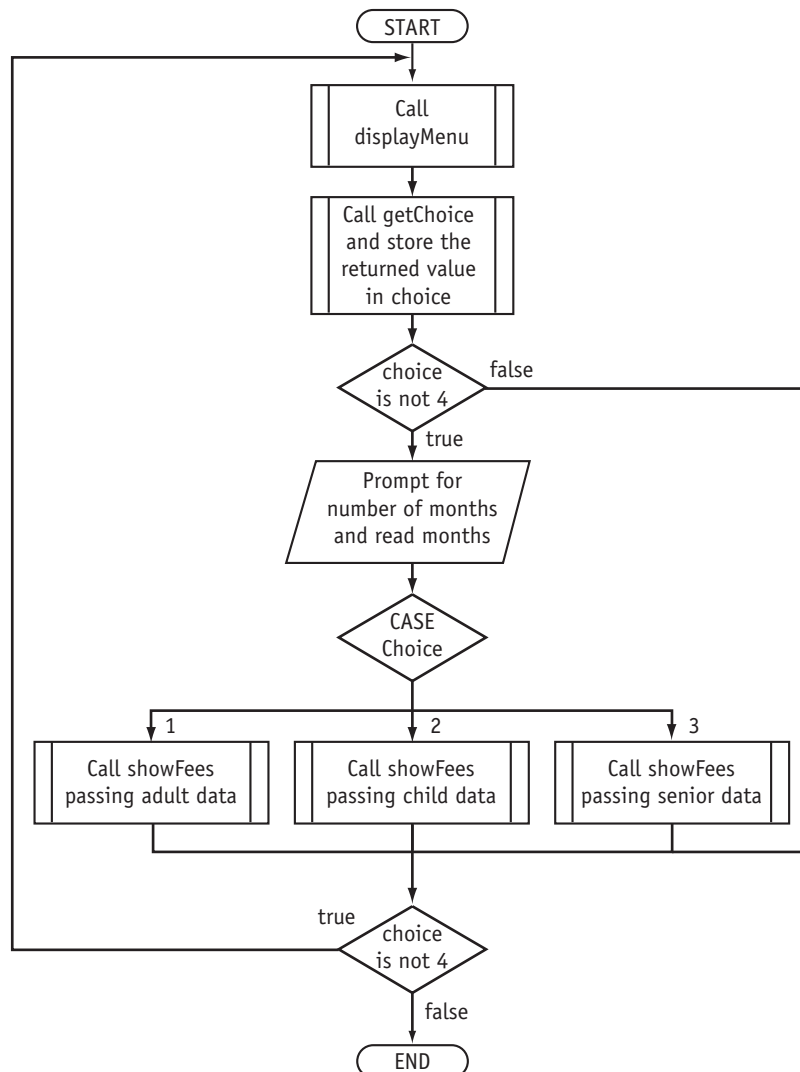 START
Call
displayMenu
Call getChoice
and store the
returned value
in choice
choice
is not 4
false
true
Prompt for
number of months
and read months
CASE
Choice
1
2
3
Call showFees
passing adult data
Call showFees
passing child data
Call showFees
passing senior data
true
choice
is not 4
false
END